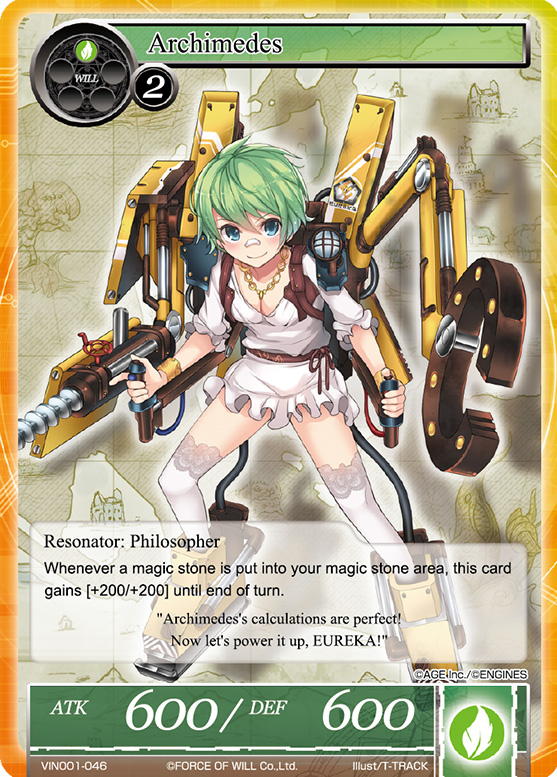 Archimedes
WILL
2
EUREKA
Resonator: Philosopher
Whenever a magic stone is put into your magic stone area, this card
gains [+200/+200] until end of turn.
"Archimedes's calculations are perfect!
Now let's power it up, EUREKA!"
©AGE Inc./©ENGINES
ATK 600 / DEF 600
VIN001-046 ©FORCE OF WILL Co.,Ltd. Illust/T-TRACK